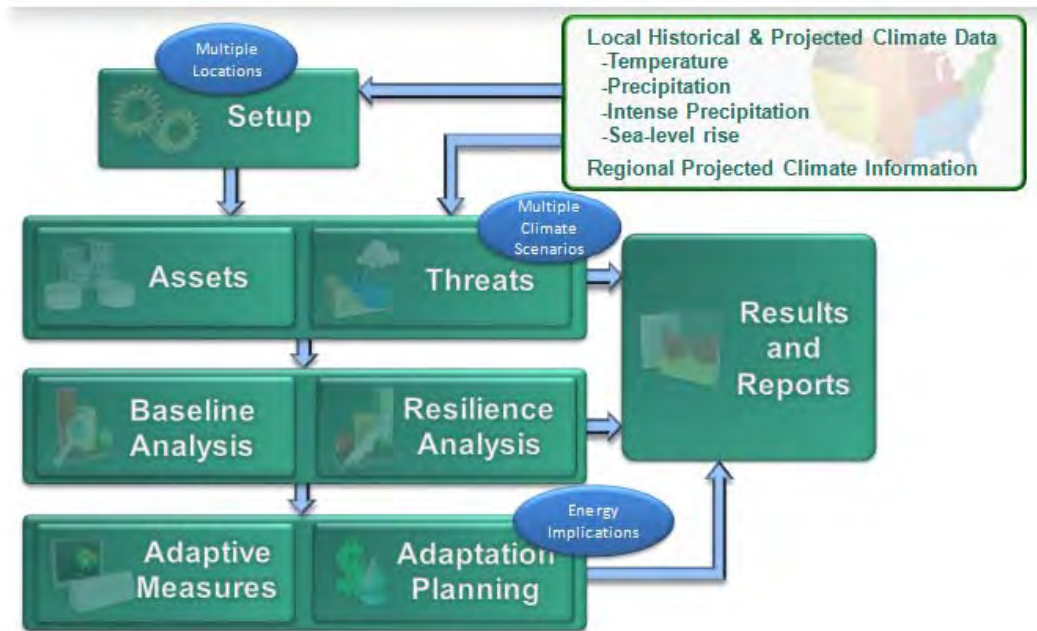 Multiple
Locations
Setup
Local Historical & Projected Climate Data
-Temperature
-Precipitation
-Intense Precipitation
-Sea-level rise
Regional Projected Climate Information
Assets
Threats
Multiple
Climate
Scenarios
Results
and
Reports
Baseline
Analysis
Resilience
Analysis
Energy
Implications
Adaptive
Measures
Adaptation
Planning